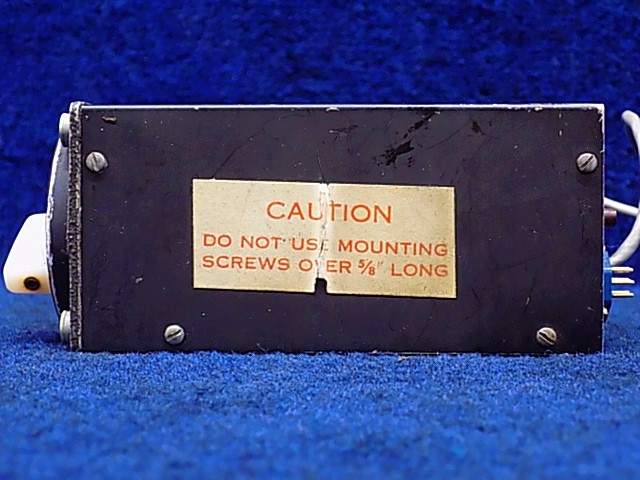 CAUTION
DO NOT USE MOUNTING
SCREWS OVER 5/8" LONG